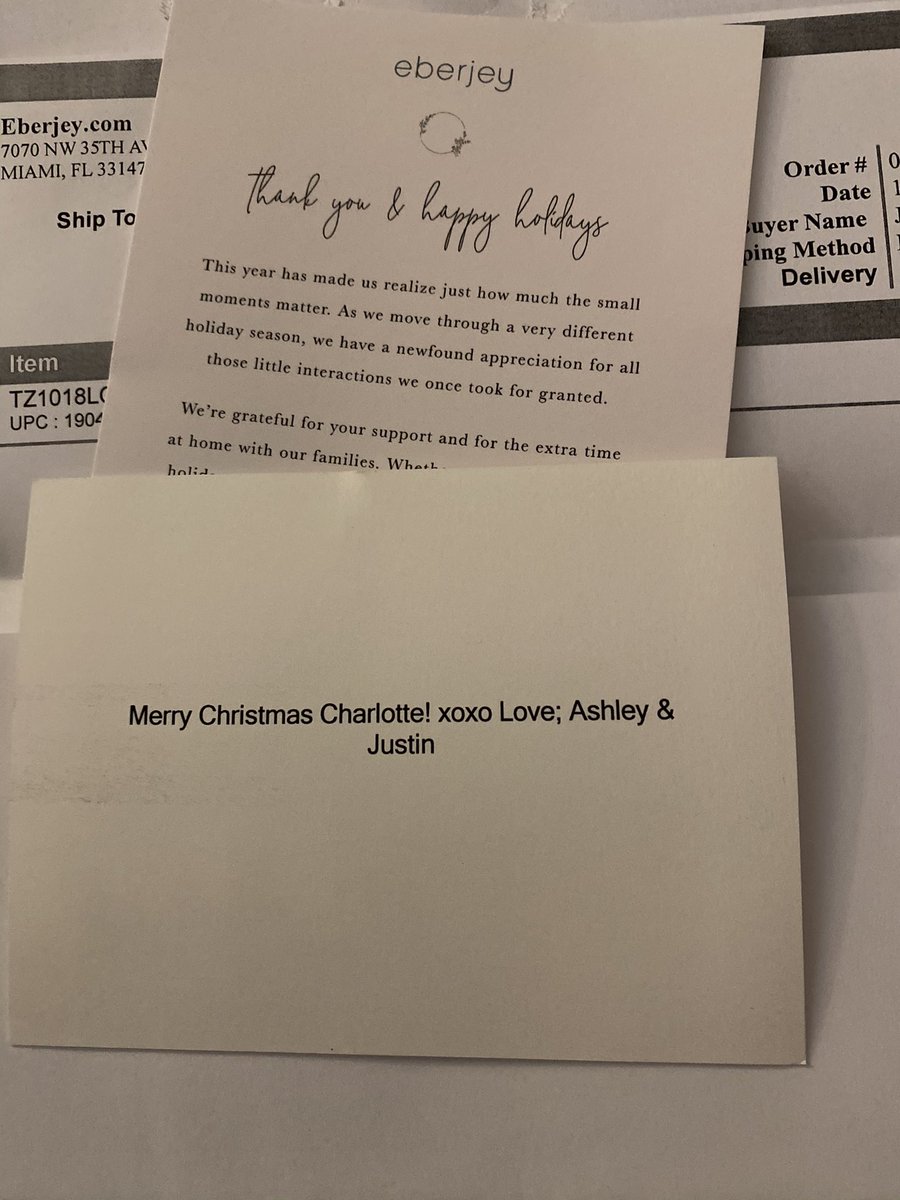 Eberjey.com
7070 NW 35TH
MIAMI, FL 33147
Ship To
Item
UPC :
eberjey
thank you & happy holidays
This year has made us realize just how much the small
moments matter. As we move through a very different
holiday season, we have a newfound appreciation for all
those little interactions we once took for granted.
We're grateful for your support and for the extra time
at home with our families.
Order #
Date
Buyer Name
Method
Delivery
Merry Christmas Charlotte! xoxo Love; Ashley &
Justin